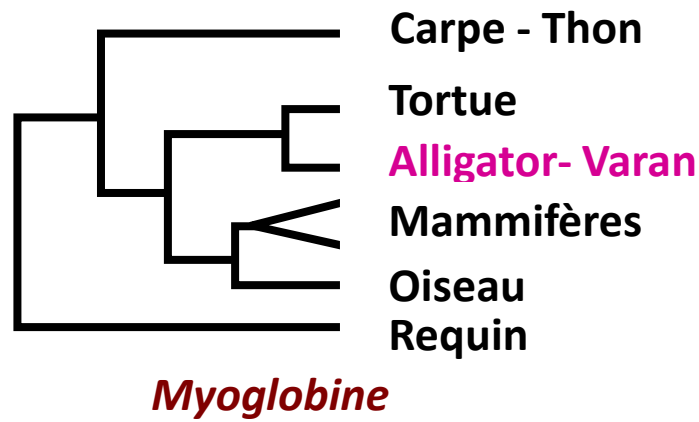 Carpe - Thon
Tortue
Alligator- Varan
Mammifères
Oiseau
Requin
Myoglobine